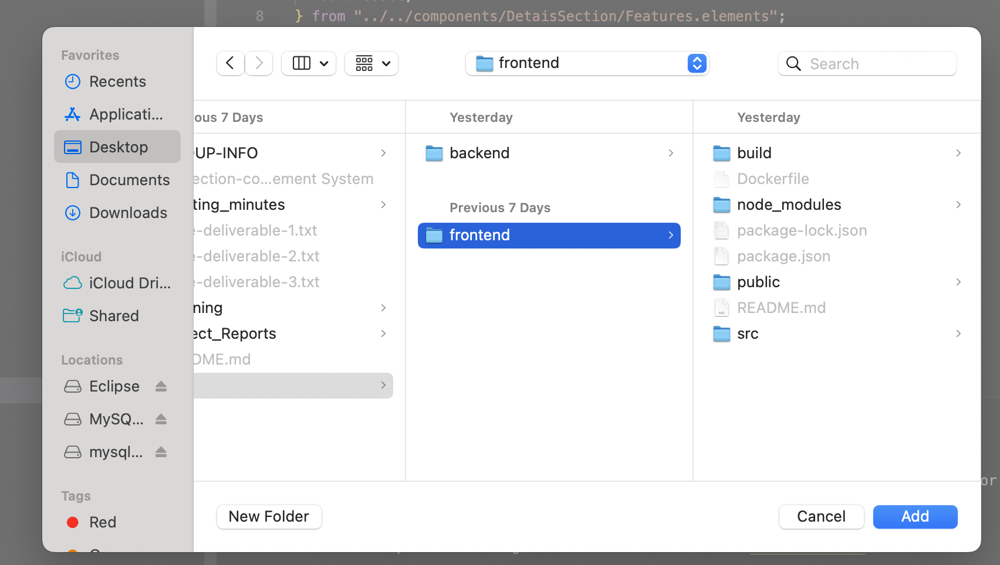 8 } from "../../components/DetaisSection/Features.elements";
Favorites
Recents
Applicati...
Desktop
Documents
Downloads
iCloud
iCloud Dri...
Shared
Locations
Eclipse
MySQ...
mysql...
Tags
Red
frontend
Search
ous 7 Days
UP-INFO
ection-co...ement System
ting_minutes
e-deliverable-1.txt
e-deliverable-2.txt
e-deliverable-3.txt
ning
ect_Reports
DME.md
Yesterday
backend
Previous 7 Days
frontend
Yesterday
build
Dockerfile
node_modules
package-lock.json
package.json
public
README.md
src
or
New Folder
Cancel
Add